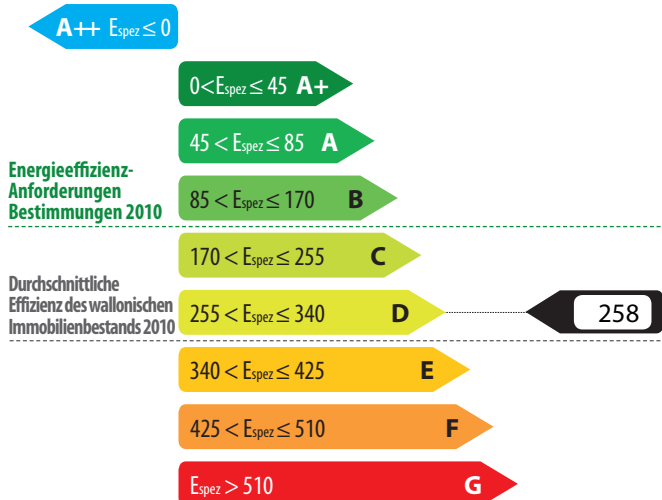 A++ Espez ≤ 0
0<Espez ≤ 45 A+
45 < Espez ≤ 85 A
Energieeffizienz-
Anforderungen
Bestimmungen 2010
85 < Espez ≤ 170 B
170 < Espez ≤ 255 C
Durchschnittliche
Effizienz des wallonischen
Immobilienbestands 2010
255 < Espez ≤ 340 D
258
340 < Espez ≤ 425 E
425 < Espez ≤ 510 F
Espez > 510 G